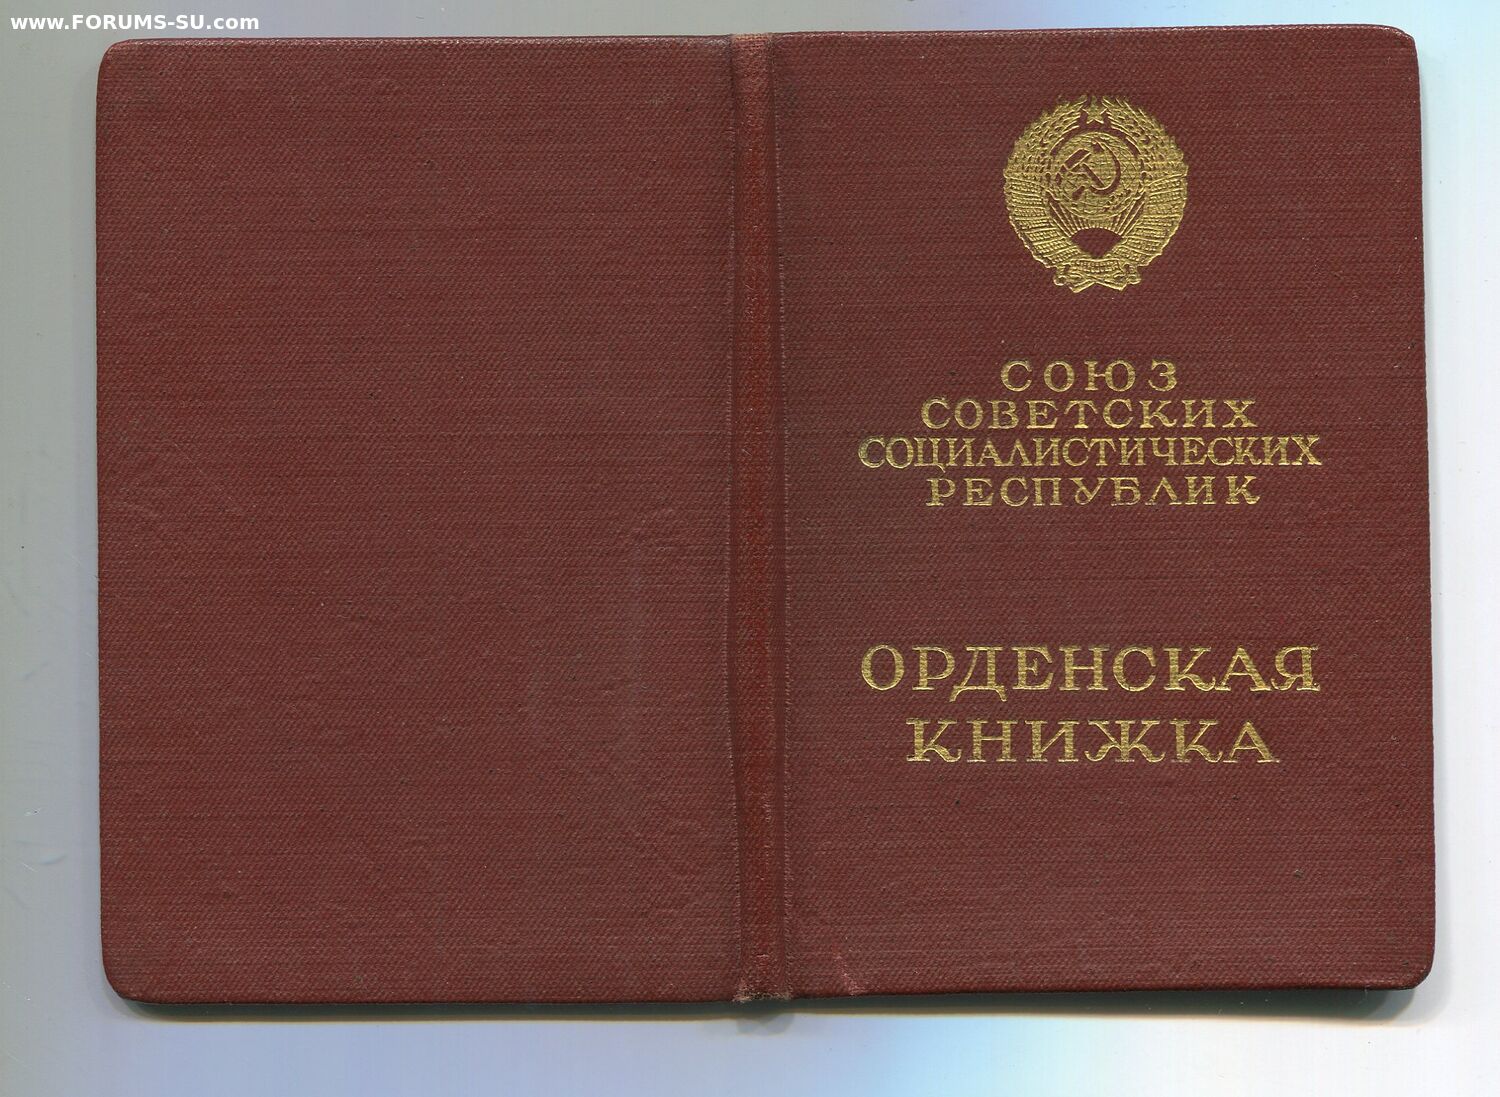 www.FORUMS-SU.com
СОЮЗ
СОВЕТСКИХ
СОЦИАЛИСТИЧЕСКИХ
РЕСПУБЛИК
ОРДЕНСКАЯ
КНИЖКА